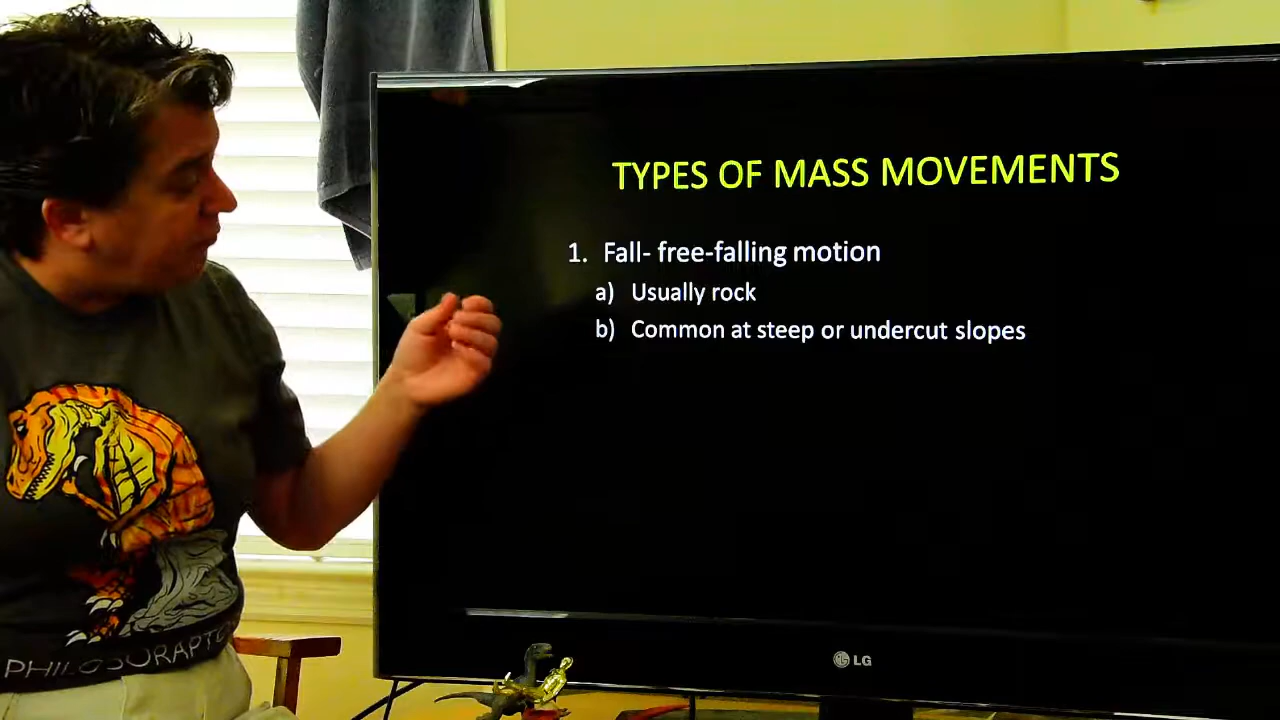 TYPES OF MASS MOVEMENTS
1. Fall- free-falling motion
a) Usually rock
b) Common at steep or undercut slopes
PHILOSORAPTOR
LG